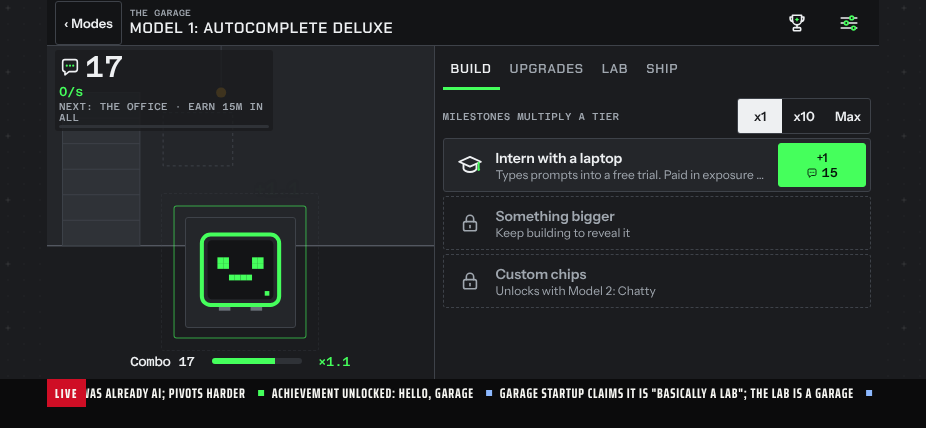 ‹ Modes
THE GARAGE
MODEL 1: AUTOCOMPLETE DELUXE
17
0/s
NEXT: THE OFFICE · EARN 15M IN
ALL
BUILD UPGRADES LAB SHIP
MILESTONES MULTIPLY A TIER
x1 x10 Max
Intern with a laptop
Types prompts into a free trial. Paid in exposure ...
+1
15
Something bigger
Keep building to reveal it
Custom chips
Unlocks with Model 2: Chatty
Combo 17 ×1.1
LIVE WAS ALREADY AI; PIVOTS HARDER ACHIEVEMENT UNLOCKED: HELLO, GARAGE GARAGE STARTUP CLAIMS IT IS "BASICALLY A LAB"; THE LAB IS A GARAGE